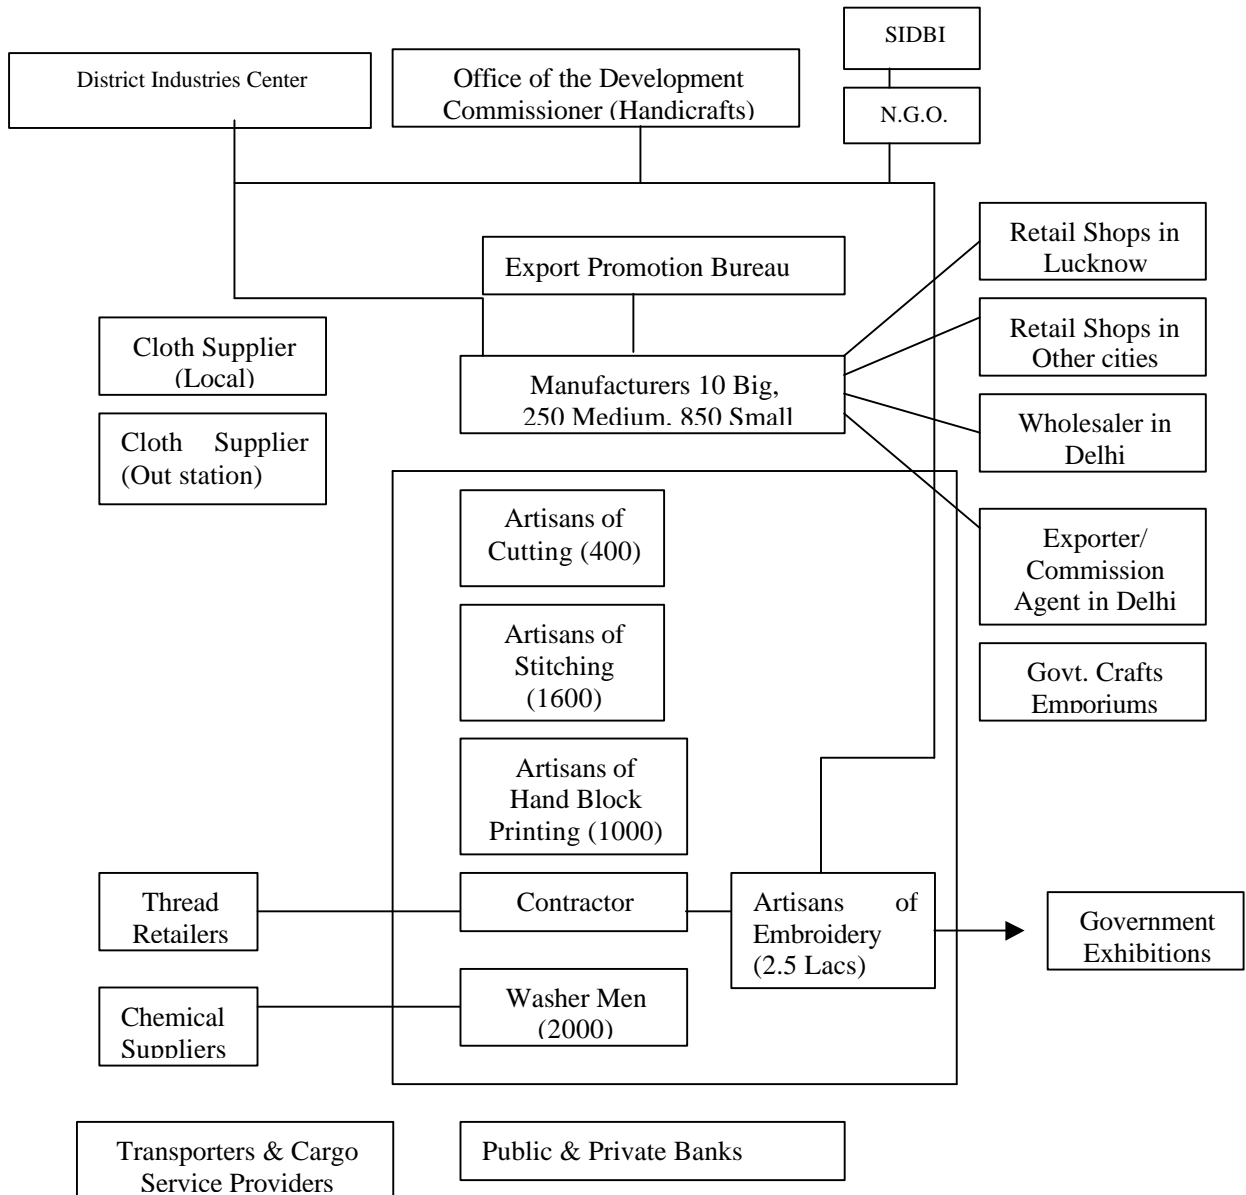 SIDBI
District Industries Center
Office of the Development
Commissioner (Handicrafts)
N.G.O.
Retail Shops in
Lucknow
Export Promotion Bureau
Retail Shops in
Other cities
Cloth Supplier
(Local)
Manufacturers 10 Big,
250 Medium, 850 Small
Wholesaler in
Delhi
Cloth Supplier
(Out station)
Artisans of
Cutting (400)
Exporter/
Commission
Agent in Delhi
Artisans of
Stitching
(1600)
Govt. Crafts
Emporiums
Artisans of
Hand Block
Printing (1000)
Thread
Retailers
Contractor
Artisans of
Embroidery
(2.5 Lacs)
Government
Exhibitions
Chemical
Suppliers
Washer Men
(2000)
Transporters & Cargo
Service Providers
Public & Private Banks